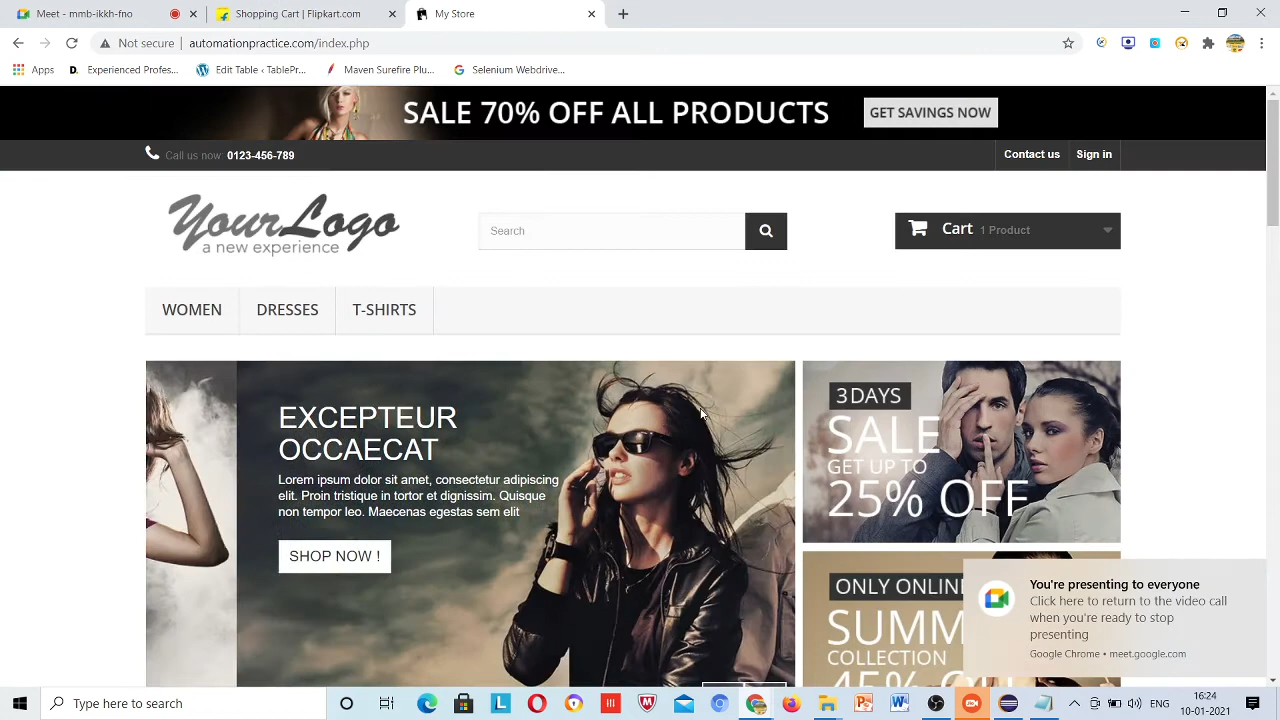 Meet – mmb-ikkh-fno
My Store
Not secure | automationpractice.com/index.php
Apps
Experienced Profes...
Edit Table ‹ TablePr...
Maven Surefire Plu...
Selenium Webdrive...
SALE 70% OFF ALL PRODUCTS
GET SAVINGS NOW
Call us now: 0123-456-789
Contact us
Sign in
YourLogo
a new experience
Search
Cart 1 Product
WOMEN
DRESSES
T-SHIRTS
EXCEPTEUR
OCCAECAT
Lorem ipsum dolor sit amet, consectetur adipiscing
elit. Proin tristique in tortor et dignissim. Quisque
non tempor leo. Maecenas egestas sem elit
SHOP NOW !
3 DAYS
SALE
GET UP TO
25% OFF
ONLY ONLIN
SUMM
COLLECTION
You're presenting to everyone
Click here to return to the video call
when you're ready to stop
presenting
Google Chrome • meet.google.com
Type here to search
ENG
16:24
10-01-2021